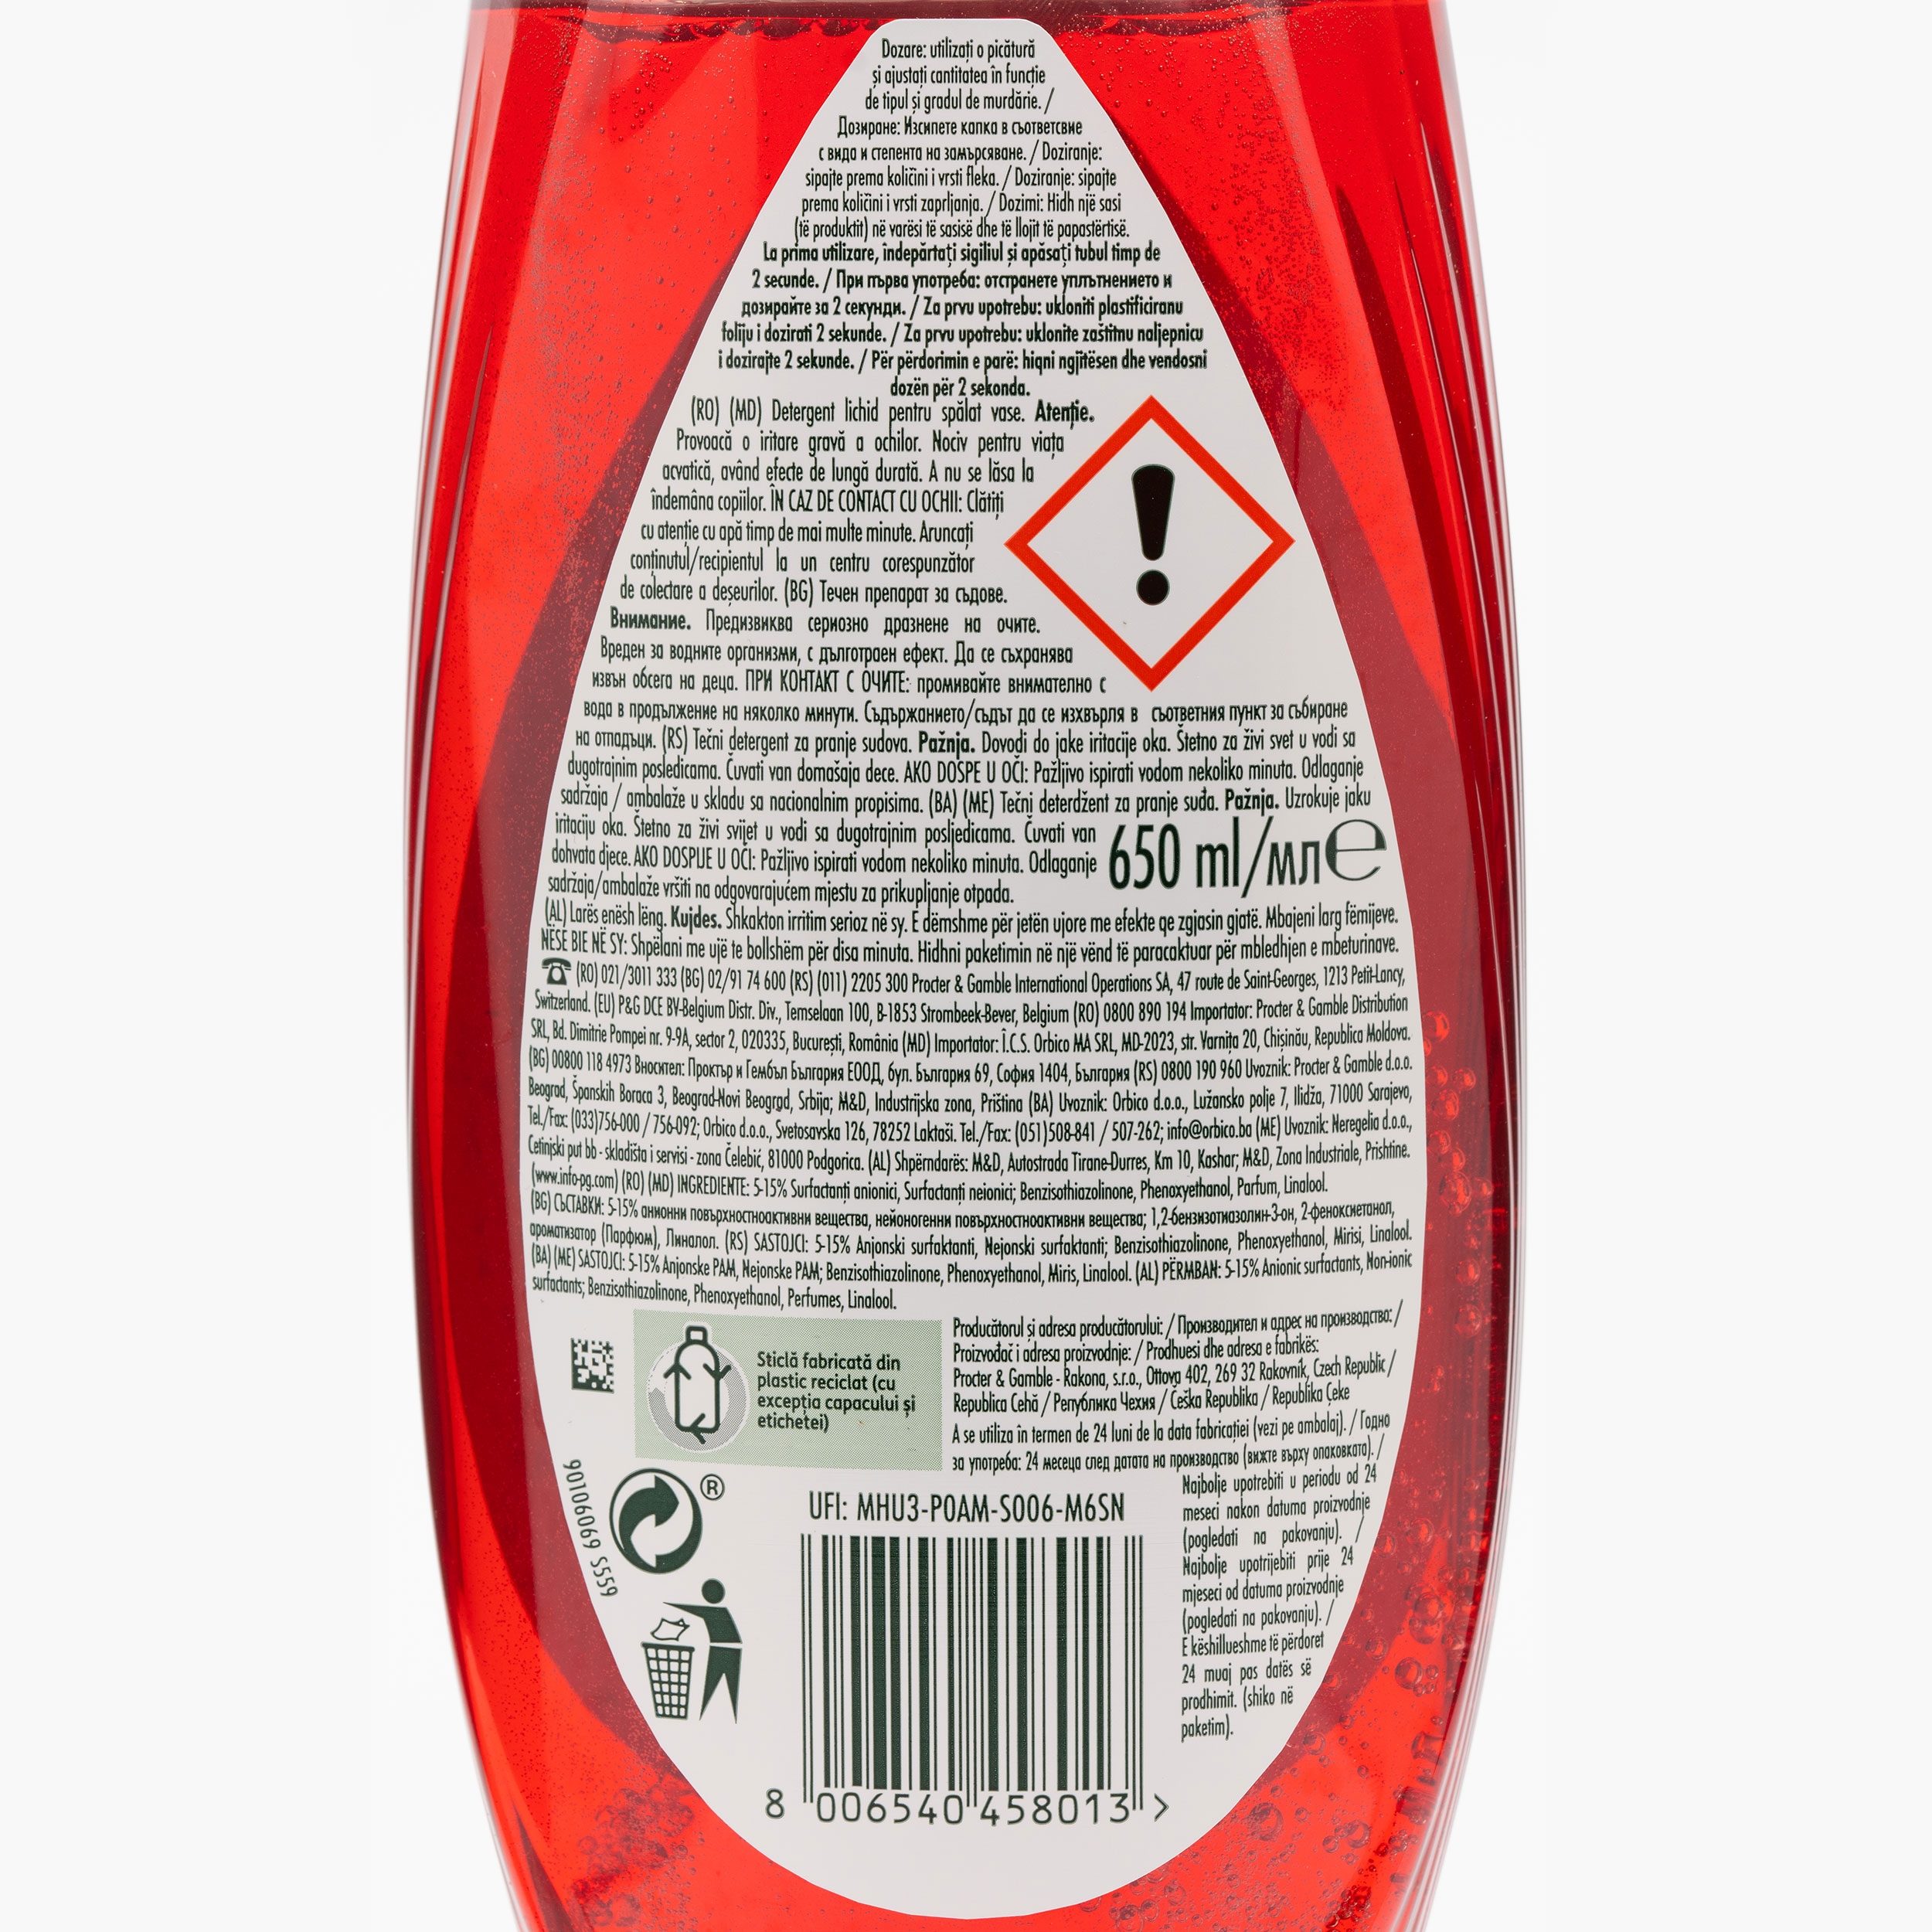 Dozare: utilizați o picătură
și ajustați cantitatea în funcție
de tipul și gradul de murdărie. /
Дозиране: Изсипете капка в съответсвие
с вида и степента на замърсяване. / Doziranje:
sipajte prema količini i vrsti fleka. / Doziranje: sipajte
prema količini i vrsti zaprljanja. / Dozimi: Hidh një sasi
(të produktit) në varësi të sasisë dhe të llojit të papastërtisë.
La prima utilizare, îndepărtați sigiliul și apăsați tubul timp de
2 secunde. / При първа употреба: отстранете уплътнението и
дозирайте за 2 секунди. / Za prvu upotrebu: ukloniti plastificiranu
foliju i dozirati 2 sekunde. / Za prvu upotrebu: uklonite zaštitnu naljepnicu
i dozirajte 2 sekunde. / Për përdorimin e parë: hiqni ngjitësen dhe vendosni
dozën për 2 sekonda.
(RO) (MD) Detergent lichid pentru spălat vase. Atenție.
Provoacă o iritare gravă a ochilor. Nociv pentru viața
acvatică, având efecte de lungă durată. A nu se lăsa la
îndemâna copiilor. ÎN CAZ DE CONTACT CU OCHII: Clătiți
cu atenție cu apă timp de mai multe minute. Aruncați
conținutul/recipientul la un centru corespunzător
de colectare a deșeurilor. (BG) Течен препарат за съдове.
Внимание. Предизвиква сериозно дразнене на очите.
Вреден за водните организми, с дълготраен ефект. Да се съхранява
извън обсега на деца. ПРИ КОНТАКТ С ОЧИТЕ: промивайте внимателно с
вода в продължение на няколко минути. Съдържанието/съдът да се изхвърля в съответния пункт за събиране
на отпадъци. (RS) Tečni detergent za pranje sudova. Pažnja. Dovodi do jake iritacije oka. Štetno za živi svet u vodi sa
dugotrajnim posledicama. Čuvati van domašaja dece. AKO DOSPE U OČI: Pažljivo ispirati vodom nekoliko minuta. Odlaganje
sadržaja / ambalaže u skladu sa nacionalnim propisima. (BA) (ME) Tečni deterdžent za pranje suđa. Pažnja. Uzrokuje jaku
iritaciju oka. Štetno za živi svijet u vodi sa dugotrajnim posljedicama. Čuvati van
dohvata djece. AKO DOSPIJE U OČI: Pažljivo ispirati vodom nekoliko minuta. Odlaganje
sadržaja/ambalaže vršiti na odgovarajućem mjestu za prikupljanje otpada.
650 ml/мл℮
(AL) Larës enësh lëng. Kujdes. Shkakton irritim serioz në sy. E dëmshme për jetën ujore me efekte qe zgjasin gjatë. Mbajeni larg fëmijëve.
NËSE BIE NË SY: Shpëlani me ujë te bollshëm për disa minuta. Hidhni paketimin në një vënd të paracaktuar për mbledhjen e mbeturinave.
(RO) 021/3011 333 (BG) 02/91 74 600 (RS) (011) 2205 300 Procter & Gamble International Operations SA, 47 route de Saint-Georges, 1213 Petit-Lancy,
Switzerland. (EU) P&G DCE BV-Belgium Distr. Div., Temselaan 100, B-1853 Strombeek-Bever, Belgium (RO) 0800 890 194 Importator: Procter & Gamble Distribution
SRL, Bd. Dimitrie Pompei nr. 9-9A, sector 2, 020335, București, România (MD) Importator: Î.C.S. Orbico MA SRL, MD-2023, str. Varnița 20, Chișinău, Republica Moldova.
(BG) 00800 118 4973 Вносител: Проктър и Гембъл България ЕООД, бул. България 69, София 1404, България (RS) 0800 190 960 Uvoznik: Procter & Gamble d.o.o.
Beograd, Španskih Boraca 3, Beograd-Novi Beograd, Srbija; M&D, Industrijska zona, Priština (BA) Uvoznik: Orbico d.o.o., Lužansko polje 7, Ilidža, 71000 Sarajevo,
Tel./Fax: (033)756-000 / 756-092; Orbico d.o.o., Svetosavska 126, 78252 Laktaši. Tel./Fax: (051)508-841 / 507-262; info@orbico.ba (ME) Uvoznik: Neregelia d.o.o.,
Cetinjski put bb - skladišta i servisi - zona Čelebić, 81000 Podgorica. (AL) Shpërndarës: M&D, Autostrada Tirane-Durres, Km 10, Kashar; M&D, Zona Industriale, Prishtine.
(www.info-pg.com) (RO) (MD) INGREDIENTE: 5-15% Surfactanți anionici, Surfactanți neionici; Benzisothiazolinone, Phenoxyethanol, Parfum, Linalool.
(BG) СЪСТАВКИ: 5-15% анионни повърхностноактивни вещества, нейоногенни повърхностноактивни вещества; 1,2-бензизотиазолин-3-он, 2-феноксиетанол,
ароматизатор (Парфюм), Линалол. (RS) SASTOJCI: 5-15% Anjonski surfaktanti, Nejonski surfaktanti; Benzisothiazolinone, Phenoxyethanol, Mirisi, Linalool.
(BA) (ME) SASTOJCI: 5-15% Anjonske PAM, Nejonske PAM; Benzisothiazolinone, Phenoxyethanol, Miris, Linalool. (AL) PËRMBAN: 5-15% Anionic surfactants, Non-ionic
surfactants; Benzisothiazolinone, Phenoxyethanol, Perfumes, Linalool.
Sticlă fabricată din
plastic reciclat (cu
excepția capacului și
etichetei)
Producătorul și adresa producătorului: / Производител и адрес на производство: /
Proizvođač i adresa proizvodnje: / Prodhuesi dhe adresa e fabrikës:
Procter & Gamble - Rakona, s.r.o., Ottova 402, 269 32 Rakovník, Czech Republic /
Republica Cehă / Република Чехия / Češka Republika / Republika Çeke
A se utiliza în termen de 24 luni de la data fabricației (vezi pe ambalaj). / Годно
за употреба: 24 месеца след датата на производство (вижте върху опаковката). /
Najbolje upotrebiti u periodu od 24
meseci nakon datuma proizvodnje
(pogledati na pakovanju). /
Najbolje upotrijebiti prije 24
mjeseci od datuma proizvodnje
(pogledati na pakovanju). /
E këshillueshme të përdoret
24 muaj pas datës së
prodhimit. (shiko në
paketim).
90106069 S559
®
UFI: MHU3-P0AM-S006-M6SN
8 006540 458013 >